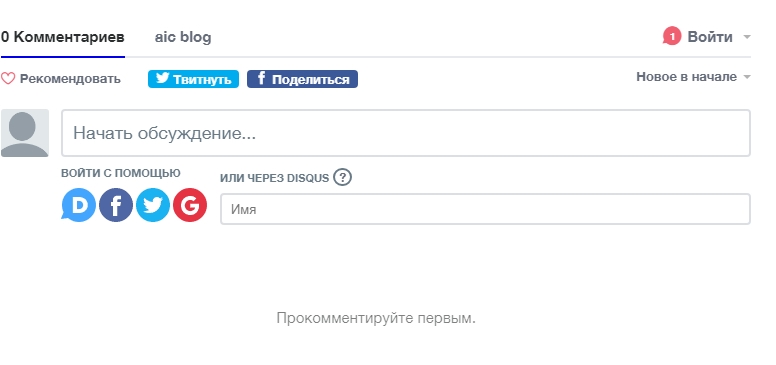 0 Комментариев aic blog 1 Войти
Рекомендовать Твитнуть f Поделиться Новое в начале
Начать обсуждение...
ВОЙТИ С ПОМОЩЬЮ ИЛИ ЧЕРЕЗ DISQUS ?
D f G Имя
Прокомментируйте первым.